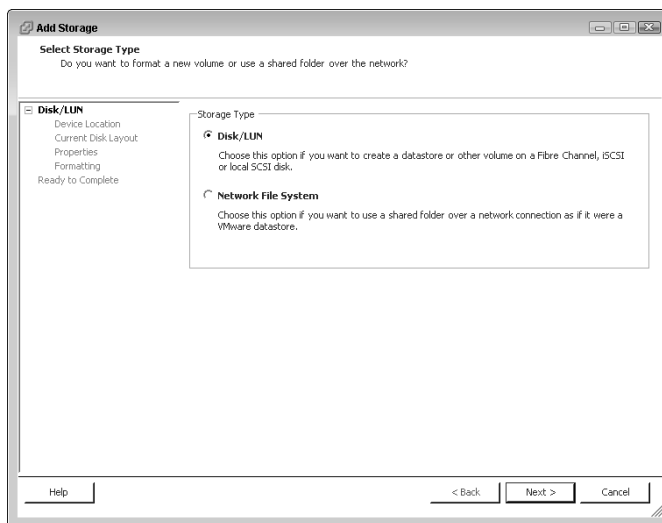 Add Storage
Select Storage Type
Do you want to format a new volume or use a shared folder over the network?
Disk/LUN
Device Location
Current Disk Layout
Properties
Formatting
Ready to Complete
Storage Type
Disk/LUN
Choose this option if you want to create a datastore or other volume on a Fibre Channel, iSCSI
or local SCSI disk.
Network File System
Choose this option if you want to use a shared folder over a network connection as if it were a
VMware datastore.
Help
< Back
Next >
Cancel